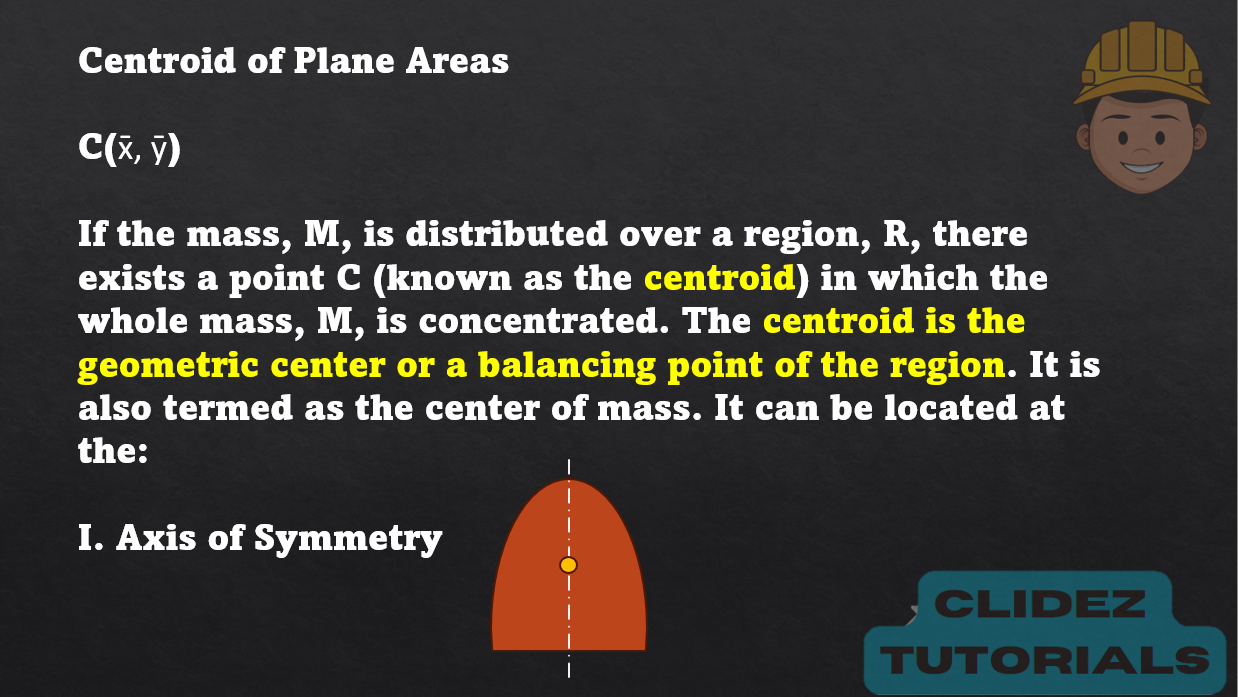 Centroid of Plane Areas
C(x̄, ȳ)
If the mass, M, is distributed over a region, R, there
exists a point C (known as the centroid) in which the
whole mass, M, is concentrated. The centroid is the
geometric center or a balancing point of the region. It is
also termed as the center of mass. It can be located at
the:
I. Axis of Symmetry
CLIDEZ
TUTORIALS